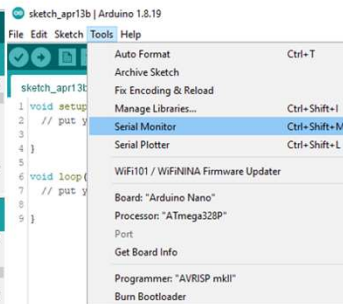 sketch_apr13b | Arduino 1.8.19
File Edit Sketch Tools Help
Auto Format Ctrl+T
Archive Sketch
sketch_apr13b
Fix Encoding & Reload
1 void setup
Manage Libraries... Ctrl+Shift+I
2 // put y
Serial Monitor Ctrl+Shift+M
3
Serial Plotter Ctrl+Shift+L
4 }
5
WiFi101 / WiFiNINA Firmware Updater
6 void loop(
7 // put y
Board: "Arduino Nano"
8
Processor: "ATmega328P"
9 }
Port
Get Board Info
Programmer: "AVRISP mkII"
Burn Bootloader